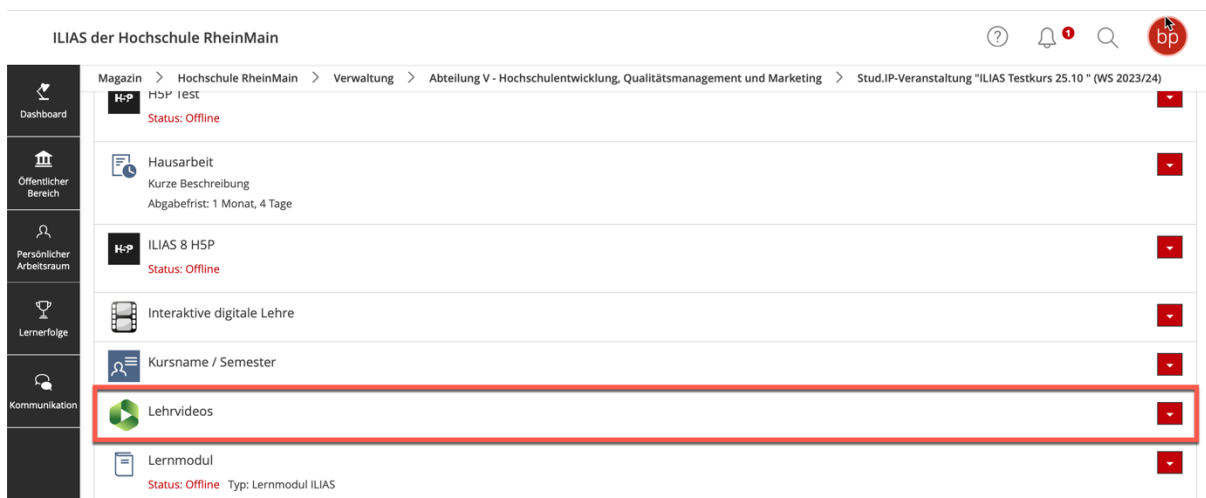 ILIAS der Hochschule RheinMain
?
1
bp
Magazin > Hochschule RheinMain > Verwaltung > Abteilung V - Hochschulentwicklung, Qualitätsmanagement und Marketing > Stud.IP-Veranstaltung "ILIAS Testkurs 25.10 " (WS 2023/24)
Dashboard
Öffentlicher
Bereich
Persönlicher
Arbeitsraum
Lernerfolge
Kommunikation
H5P H5P Test
Status: Offline
Hausarbeit
Kurze Beschreibung
Abgabefrist: 1 Monat, 4 Tage
H5P ILIAS 8 H5P
Status: Offline
Interaktive digitale Lehre
Kursname / Semester
Lehrvideos
Lernmodul
Status: Offline Typ: Lernmodul ILIAS